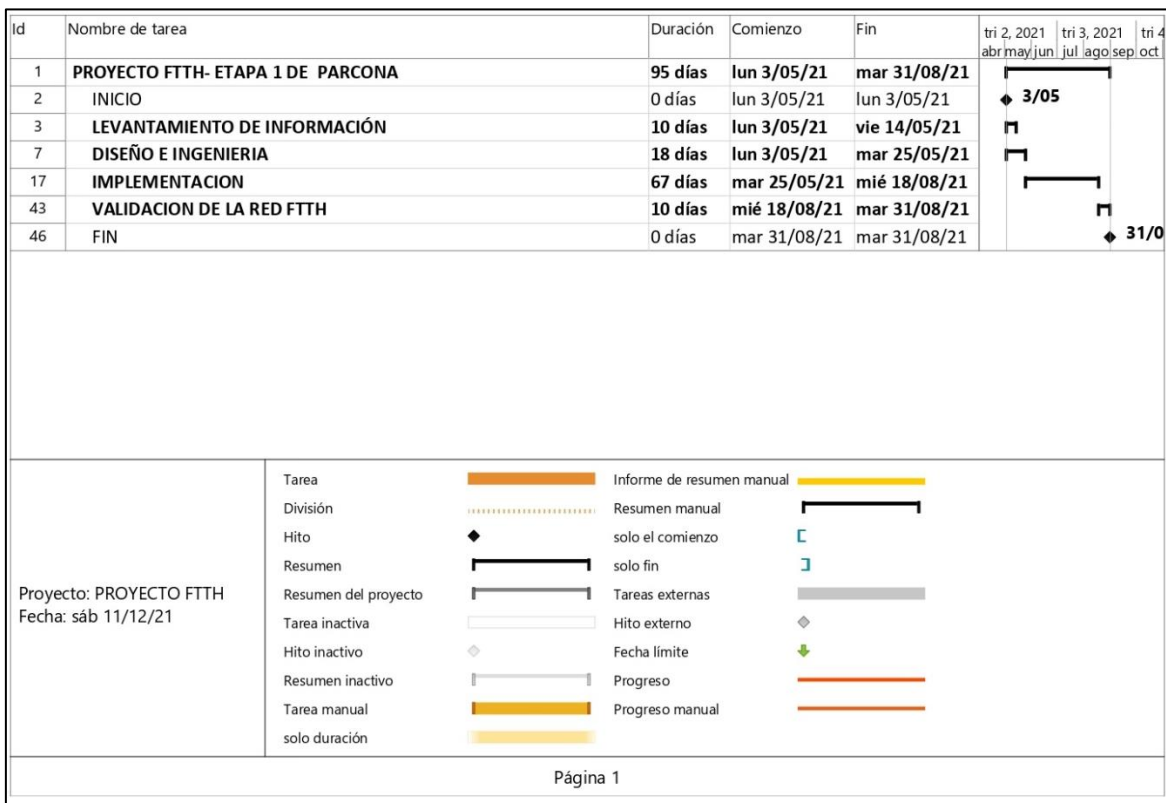 Id Nombre de tarea Duración Comienzo Fin tri 2, 2021 tri 3, 2021 tri 4
abr may jun jul ago sep oct
1 PROYECTO FTTH- ETAPA 1 DE PARCONA 95 días lun 3/05/21 mar 31/08/21
2 INICIO 0 días lun 3/05/21 lun 3/05/21 3/05
3 LEVANTAMIENTO DE INFORMACIÓN 10 días lun 3/05/21 vie 14/05/21
7 DISEÑO E INGENIERIA 18 días lun 3/05/21 mar 25/05/21
17 IMPLEMENTACION 67 días mar 25/05/21 mié 18/08/21
43 VALIDACION DE LA RED FTTH 10 días mié 18/08/21 mar 31/08/21
46 FIN 0 días mar 31/08/21 mar 31/08/21 31/0
Proyecto: PROYECTO FTTH
Fecha: sáb 11/12/21
Tarea
División
Hito
Resumen
Resumen del proyecto
Tarea inactiva
Hito inactivo
Resumen inactivo
Tarea manual
solo duración
Informe de resumen manual
Resumen manual
solo el comienzo
solo fin
Tareas externas
Hito externo
Fecha límite
Progreso
Progreso manual
Página 1